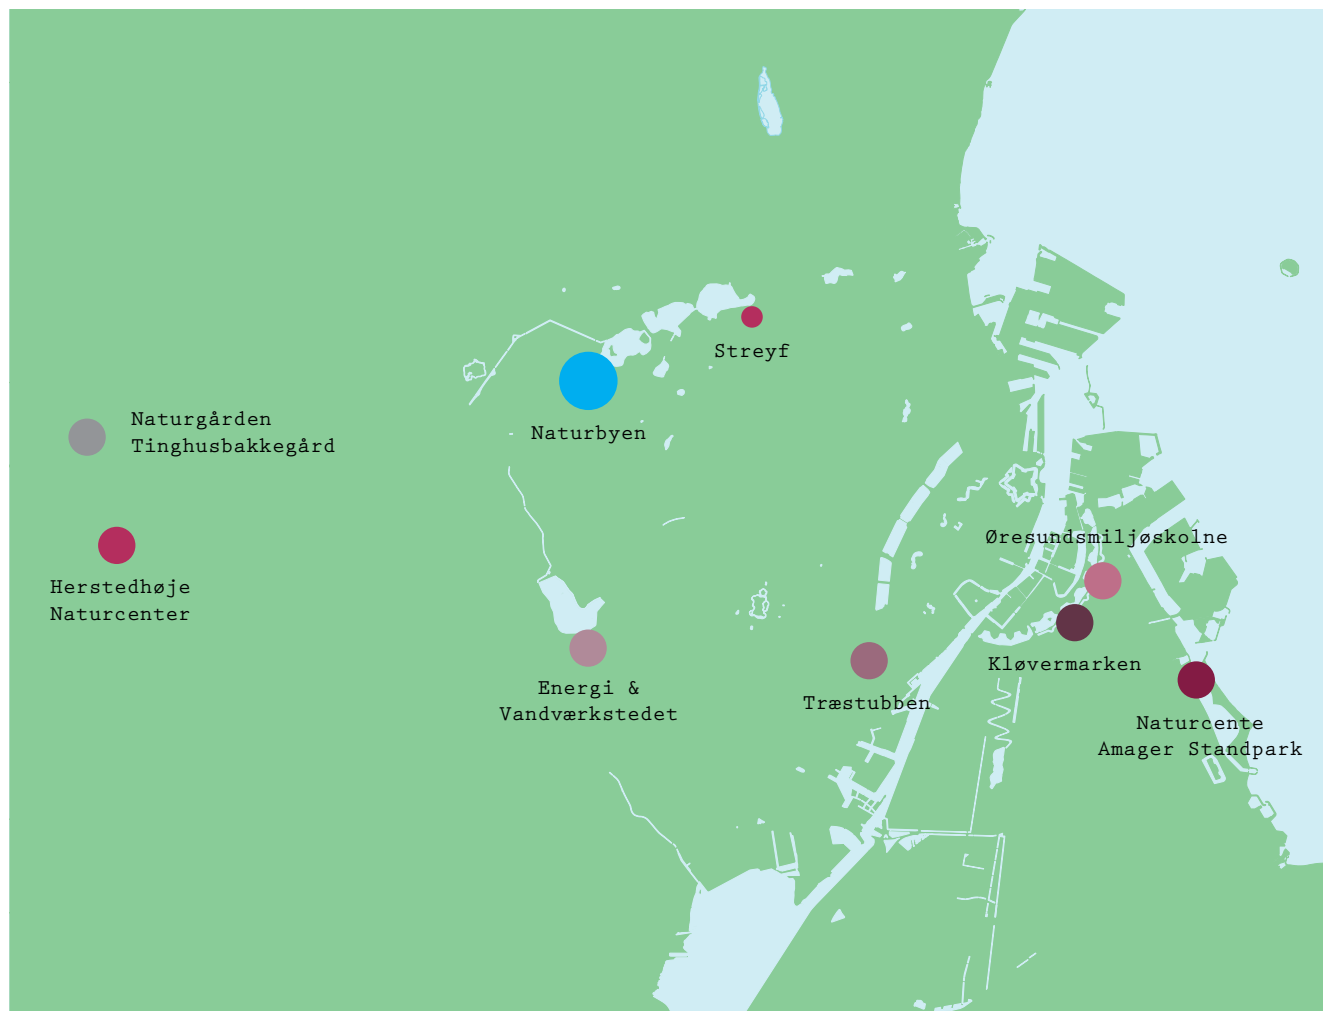 Streyf
Naturbyen
Naturgården
Tinghusbakkegård
Øresundsmiljøskolne
Herstedhøje
Naturcenter
Kløvermarken
Energi &
Vandværkstedet
Træstubben
Naturcente
Amager Standpark